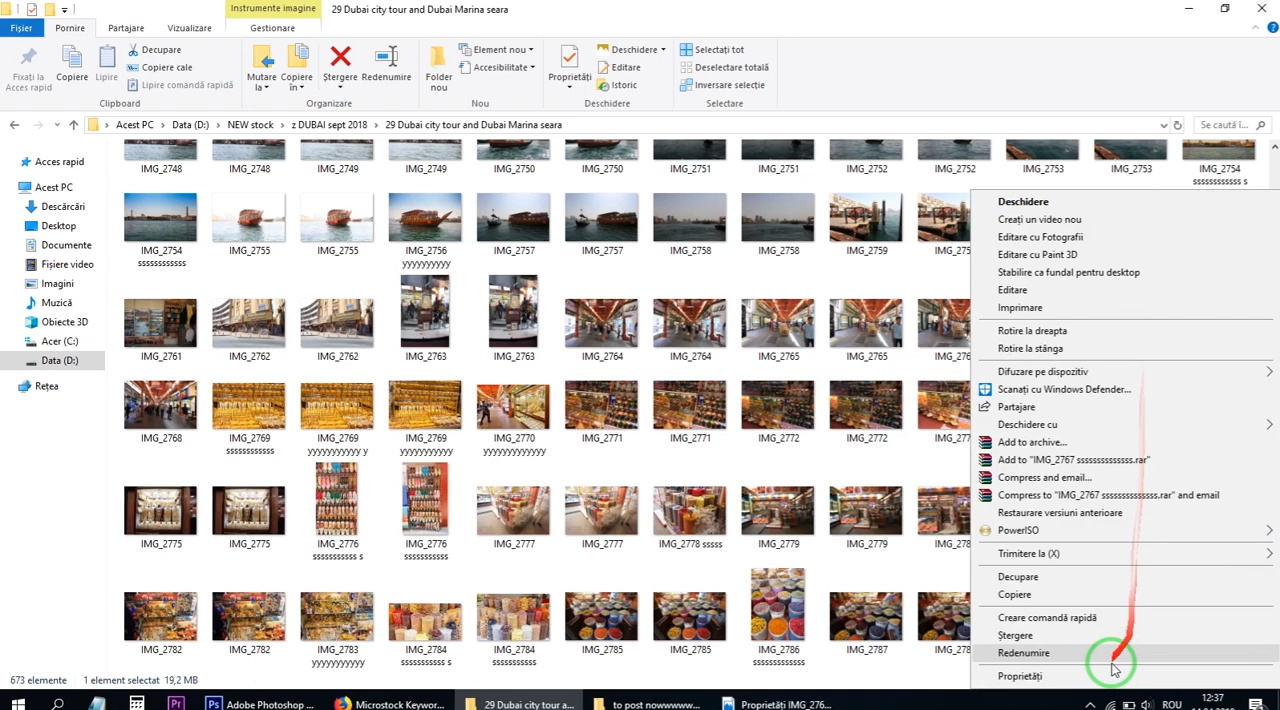 Instrumente imagine
29 Dubai city tour and Dubai Marina seara
Fișier
Pornire
Partajare
Vizualizare
Gestionare
Fixați la
Acces rapid
Copiere
Lipire
Decupare
Copiere cale
Lipire comandă rapidă
Clipboard
Mutare
la
Copiere
în
Ștergere
Redenumire
Organizare
Folder
nou
Element nou
Accesibilitate
Nou
Proprietăți
Deschidere
Editare
Istoric
Deschidere
Selectați tot
Deselectare totală
Inversare selecție
Selectare
Acest PC > Data (D:) > NEW stock > z DUBAI sept 2018 > 29 Dubai city tour and Dubai Marina seara
Se caută î...
Acces rapid
Acest PC
Descărcări
Desktop
Documente
Fișiere video
Imagini
Muzică
Obiecte 3D
Acer (C:)
Data (D:)
Rețea
IMG_2748 IMG_2748 IMG_2749 IMG_2749 IMG_2750 IMG_2750 IMG_2751 IMG_2751 IMG_2752 IMG_2752 IMG_2753 IMG_2753 IMG_2754
ssssssssssss s
IMG_2754 IMG_2755 IMG_2755 IMG_2756 IMG_2757 IMG_2757 IMG_2758 IMG_2758 IMG_2759
ssssssssssss yyyyyyyyyy
IMG_2761 IMG_2762 IMG_2762 IMG_2763 IMG_2763 IMG_2764 IMG_2764 IMG_2765 IMG_2765
IMG_2768 IMG_2769 IMG_2769 IMG_2769 IMG_2770 IMG_2771 IMG_2771 IMG_2772 IMG_2772
ssssssssssss yyyyyyyyyyy y yyyyyyyyyy yyyyyyyyyyyy
IMG_2775 IMG_2775 IMG_2776 IMG_2776 IMG_2777 IMG_2777 IMG_2778 sssss IMG_2779 IMG_2779
sssssssssss s sssssssssss
IMG_2782 IMG_2782 IMG_2783 IMG_2784 IMG_2784 IMG_2785 IMG_2785 IMG_2786 IMG_2787
yyyyyyyyyy sssssssssss s sssssssssss ssssssssssss
Deschidere
Creați un video nou
Editare cu Fotografii
Editare cu Paint 3D
Stabilire ca fundal pentru desktop
Editare
Imprimare
Rotire la dreapta
Rotire la stânga
Difuzare pe dispozitiv
Scanați cu Windows Defender...
Partajare
Deschidere cu
Add to archive...
Add to "IMG_2767 ssssssssssssss.rar"
Compress and email...
Compress to "IMG_2767 ssssssssssssss.rar" and email
Restaurare versiuni anterioare
PowerISO
Trimitere la (X)
Decupare
Copiere
Creare comandă rapidă
Ștergere
Redenumire
Proprietăți
673 elemente
1 element selectat 19,2 MB
Adobe Photoshop ...
Microstock Keywor...
29 Dubai city tour a...
to post nowwwwww...
Proprietăți IMG_276...
ROU
12:37